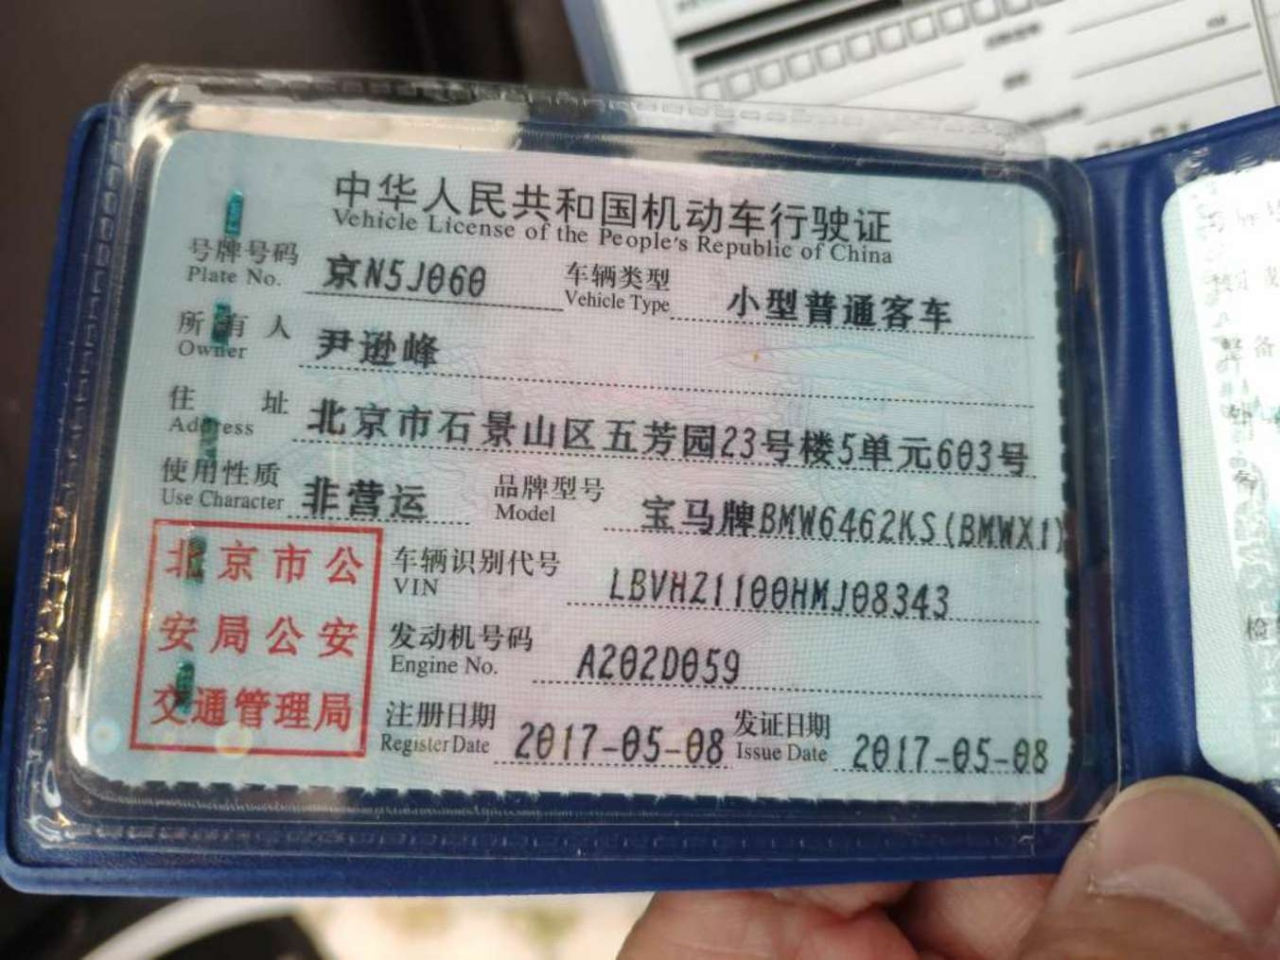 中华人民共和国机动车行驶证
Vehicle License of the People's Republic of China
号牌号码 京N5J060 车辆类型 小型普通客车
Plate No. Vehicle Type
所有人 尹逊峰
Owner
住址 北京市石景山区五芳园23号楼5单元603号
Address
使用性质 非营运 品牌型号 宝马牌BMW6462KS(BMWX1)
Use Character Model
北京市公
安局公安
交通管理局
车辆识别代号 LBVHZ1100HMJ08343
VIN
发动机号码 A202D059
Engine No.
注册日期 2017-05-08 发证日期 2017-05-08
Register Date Issue Date